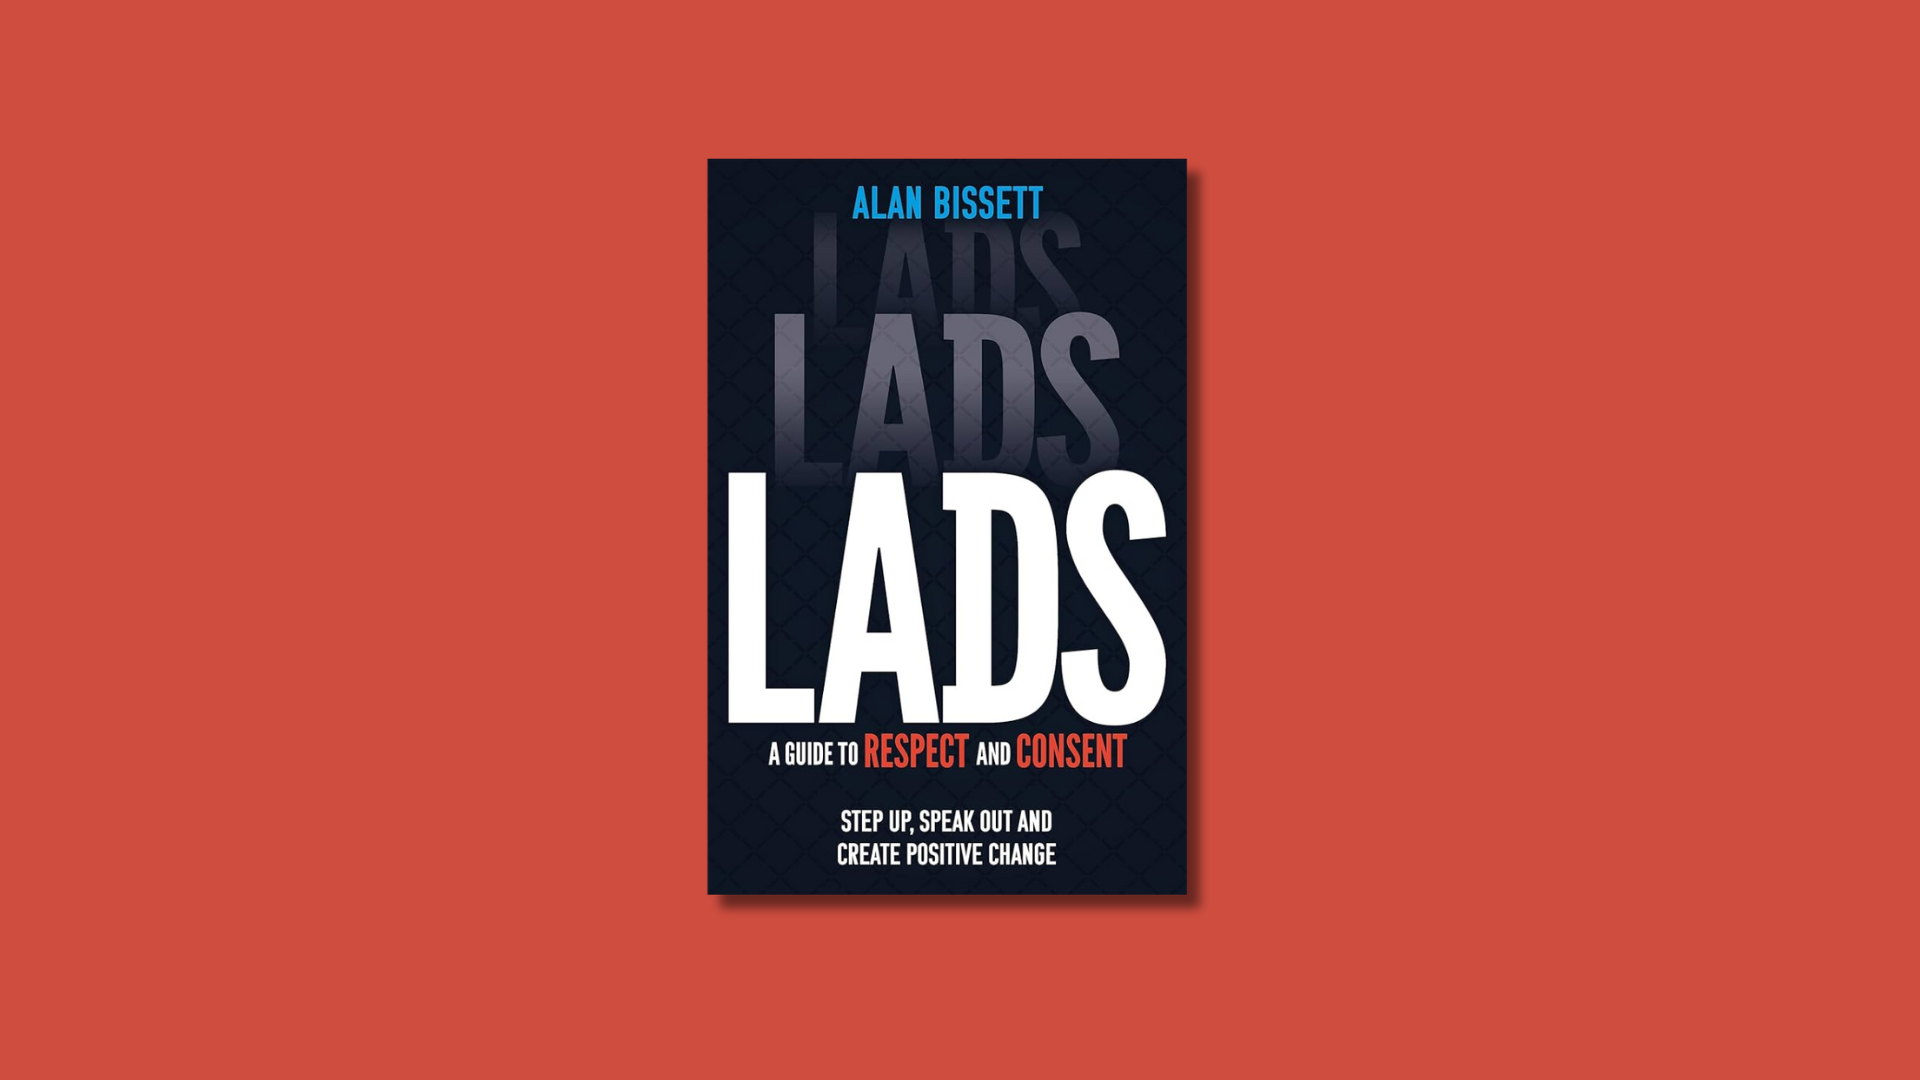 ALAN BISSETT
LADS
LADS
LADS
A GUIDE TO RESPECT AND CONSENT
STEP UP, SPEAK OUT AND
CREATE POSITIVE CHANGE